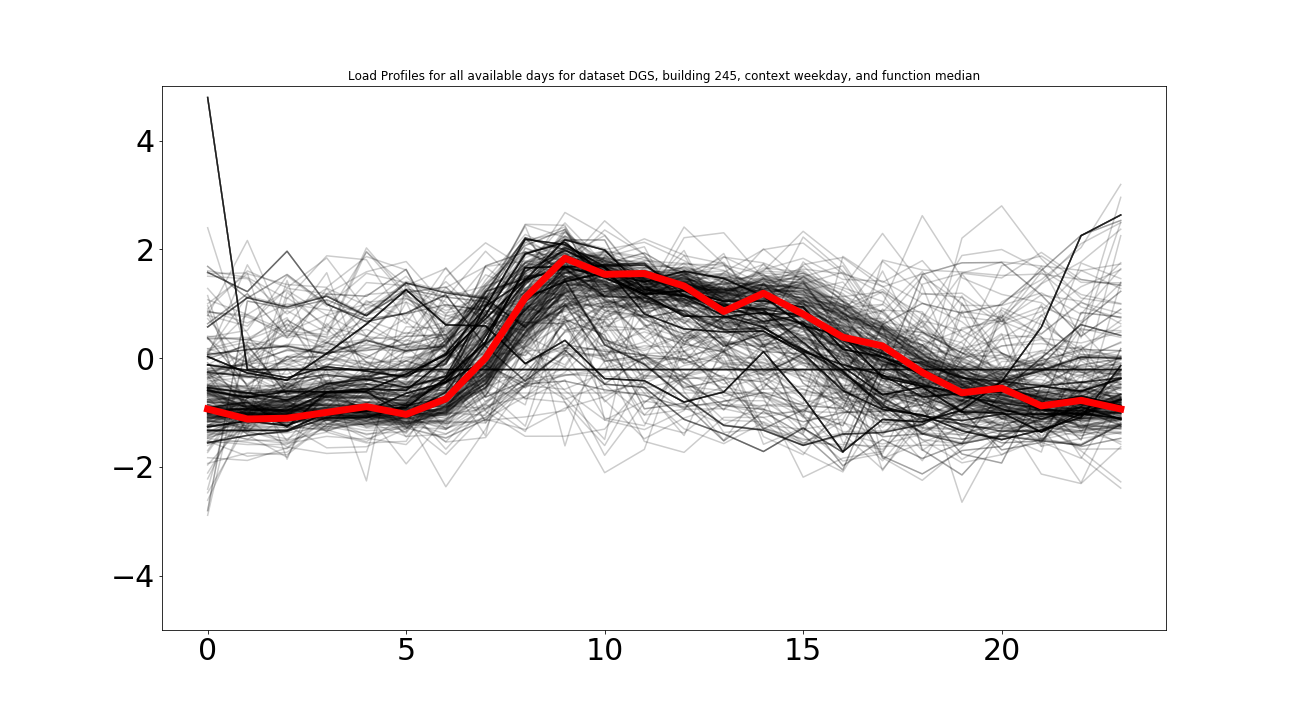 Load Profiles for all available days for dataset DGS, building 245, context weekday, and function median
4
2
0
−2
−4
0 5 10 15 20